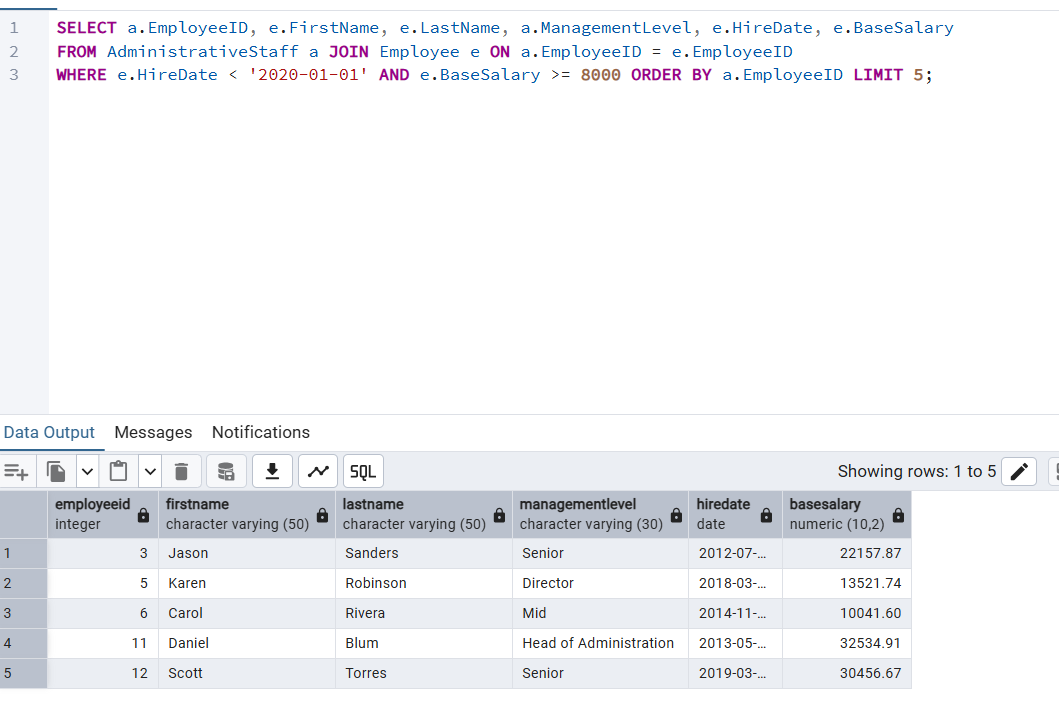 1 SELECT a.EmployeeID, e.FirstName, e.LastName, a.ManagementLevel, e.HireDate, e.BaseSalary
2 FROM AdministrativeStaff a JOIN Employee e ON a.EmployeeID = e.EmployeeID
3 WHERE e.HireDate < '2020-01-01' AND e.BaseSalary >= 8000 ORDER BY a.EmployeeID LIMIT 5;
Data Output Messages Notifications
SQL Showing rows: 1 to 5
employeeid firstname lastname managementlevel hiredate basesalary
integer character varying (50) character varying (50) character varying (30) date numeric (10,2)
1 3 Jason Sanders Senior 2012-07-... 22157.87
2 5 Karen Robinson Director 2018-03-... 13521.74
3 6 Carol Rivera Mid 2014-11-... 10041.60
4 11 Daniel Blum Head of Administration 2013-05-... 32534.91
5 12 Scott Torres Senior 2019-03-... 30456.67